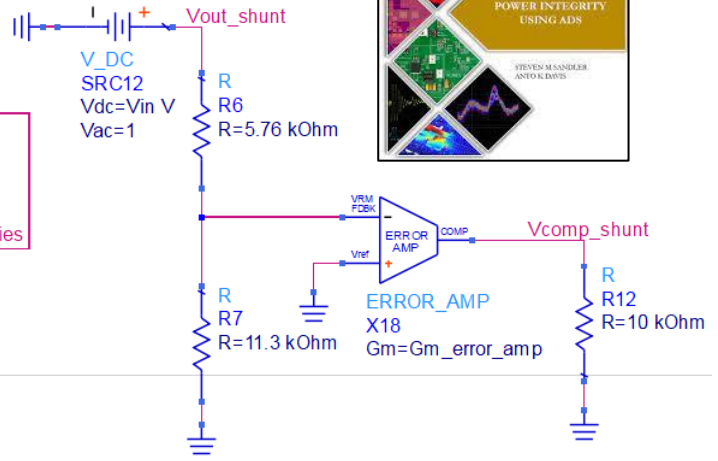 POWER INTEGRITY
USING ADS
STEVEN M. SANDLER
ANTO K. DAVIS
Vout_shunt
V_DC
SRC12
Vdc=Vin V
Vac=1
R
R6
R=5.76 kOhm
ies
VRM
FDBK
ERROR
AMP
COMP
Vref
Vcomp_shunt
R
R7
R=11.3 kOhm
ERROR_AMP
X18
Gm=Gm_error_amp
R
R12
R=10 kOhm